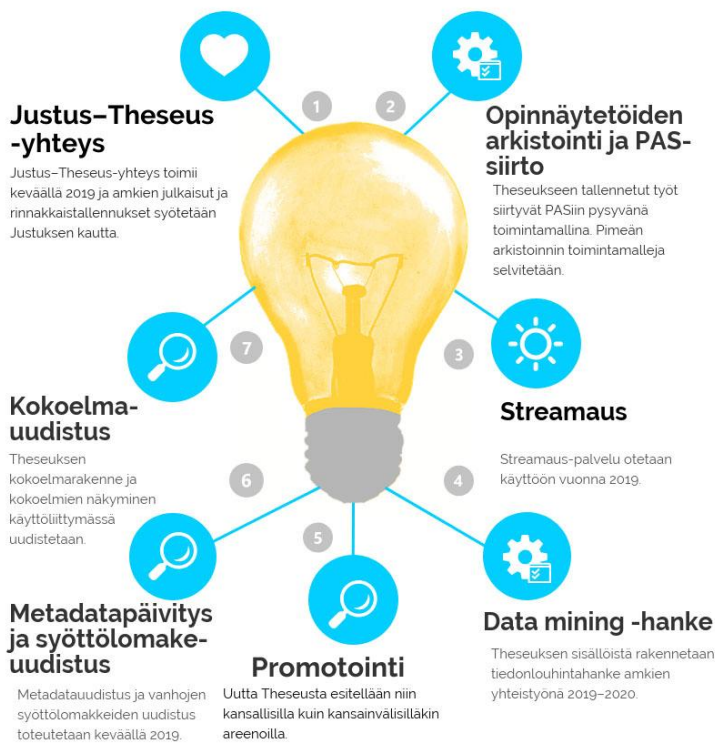 1
Justus–Theseus
-yhteys
Justus–Theseus-yhteys toimii
keväällä 2019 ja amkien julkaisut ja
rinnakkaistallennukset syötetään
Justuksen kautta.
2
Opinnäytetöiden
arkistointi ja PAS-
siirto
Theseukseen tallennetut työt
siirtyvät PASiin pysyvänä
toimintamallina. Pimeän
arkistoinnin toimintamalleja
selvitetään.
3
Streamaus
Streamaus-palvelu otetaan
käyttöön vuonna 2019.
4
Data mining -hanke
Theseuksen sisällöistä rakennetaan
tiedonlouhintahanke amkien
yhteistyönä 2019–2020.
5
Promotointi
Uutta Theseusta esitellään niin
kansallisilla kuin kansainvälisilläkin
areenoilla.
6
Metadatapäivitys
ja syöttölomake-
uudistus
Metadatauudistus ja vanhojen
syöttölomakkeiden uudistus
toteutetaan keväällä 2019.
7
Kokoelma-
uudistus
Theseuksen
kokoelmarakenne ja
kokoelmien näkyminen
käyttöliittymässä
uudistetaan.